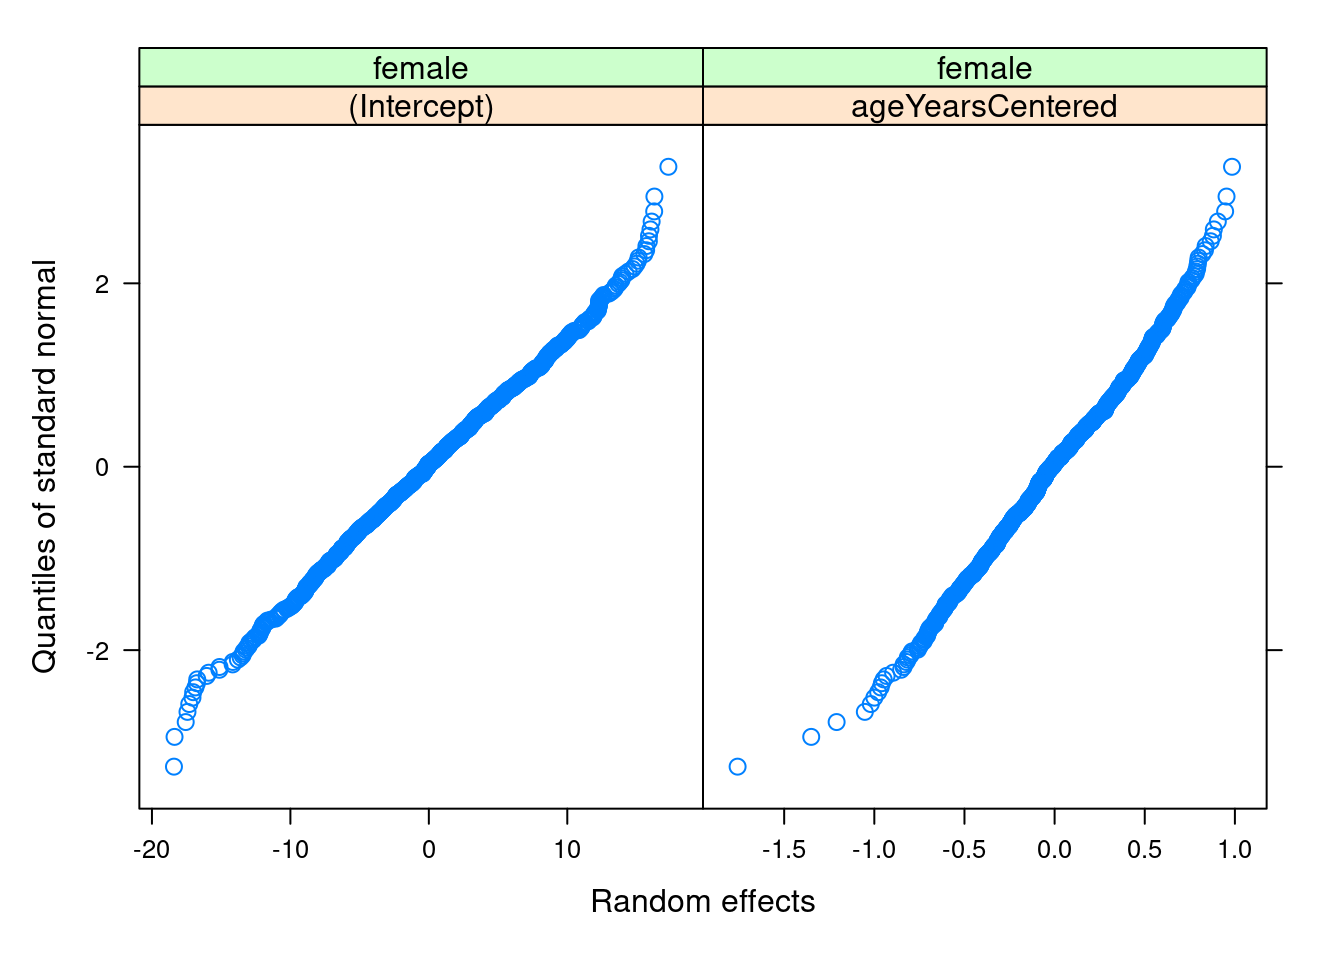 female
female
(Intercept)
ageYearsCentered
Quantiles of standard normal
2
0
-2
-20
-10
0
10
-1.5
-1.0
-0.5
0.0
0.5
1.0
Random effects